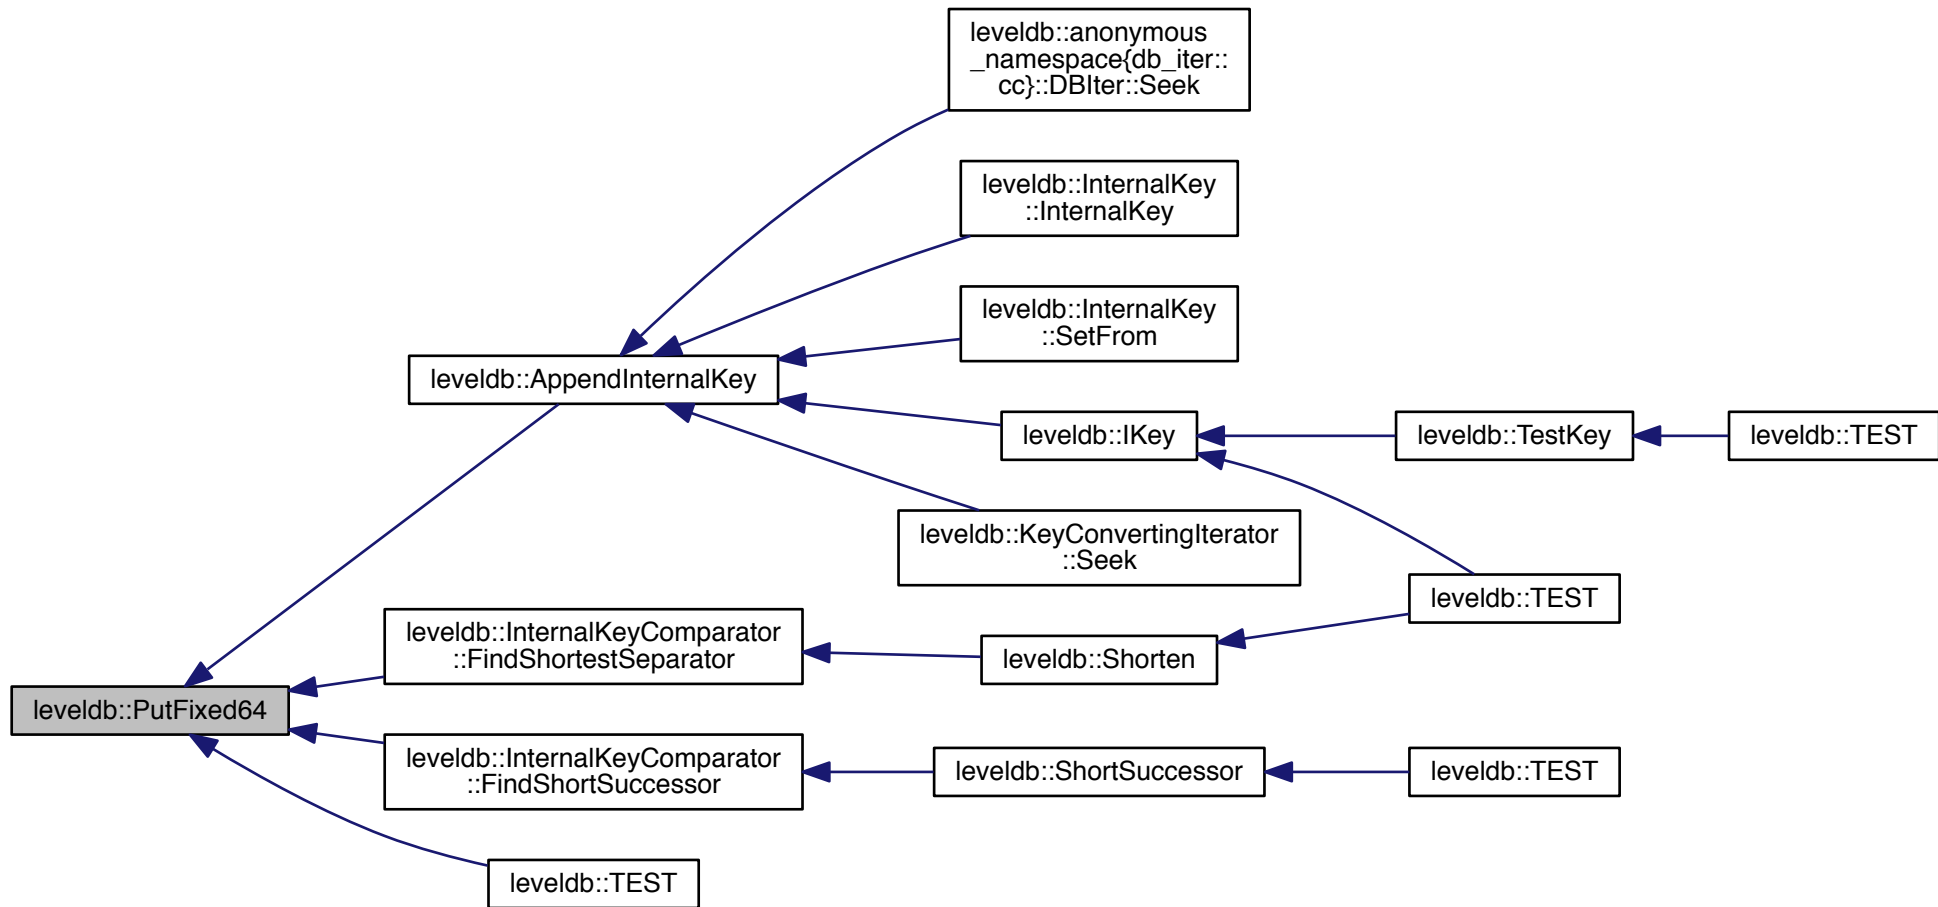 leveldb::anonymous
_namespace{db_iter::
cc}::DBIter::Seek
leveldb::InternalKey
::InternalKey
leveldb::InternalKey
::SetFrom
leveldb::AppendInternalKey
leveldb::IKey
leveldb::TestKey
leveldb::TEST
leveldb::KeyConvertingIterator
::Seek
leveldb::TEST
leveldb::InternalKeyComparator
::FindShortestSeparator
leveldb::Shorten
leveldb::PutFixed64
leveldb::InternalKeyComparator
::FindShortSuccessor
leveldb::ShortSuccessor
leveldb::TEST
leveldb::TEST